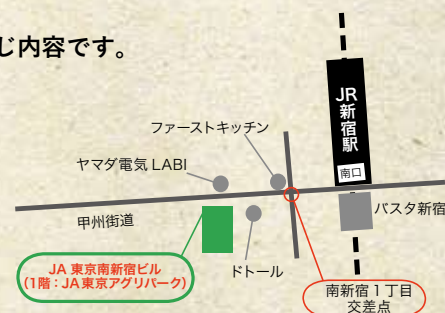 じ内容です。
JR
新宿駅
南口
ファーストキッチン
ヤマダ電気 LABI
バスタ新宿
甲州街道
JA 東京南新宿ビル
(1階:JA東京アグリパーク)
ドトール
南新宿1丁目
交差点